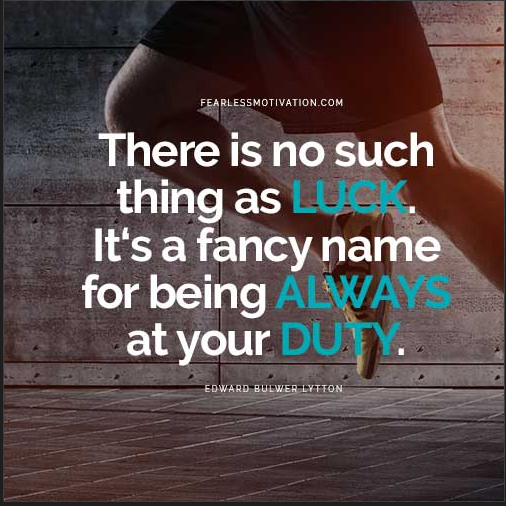 FEARLESSMOTIVATION.COM
There is no such
thing as LUCK.
It‘s a fancy name
for being ALWAYS
at your DUTY.
EDWARD BULWER LYTTON